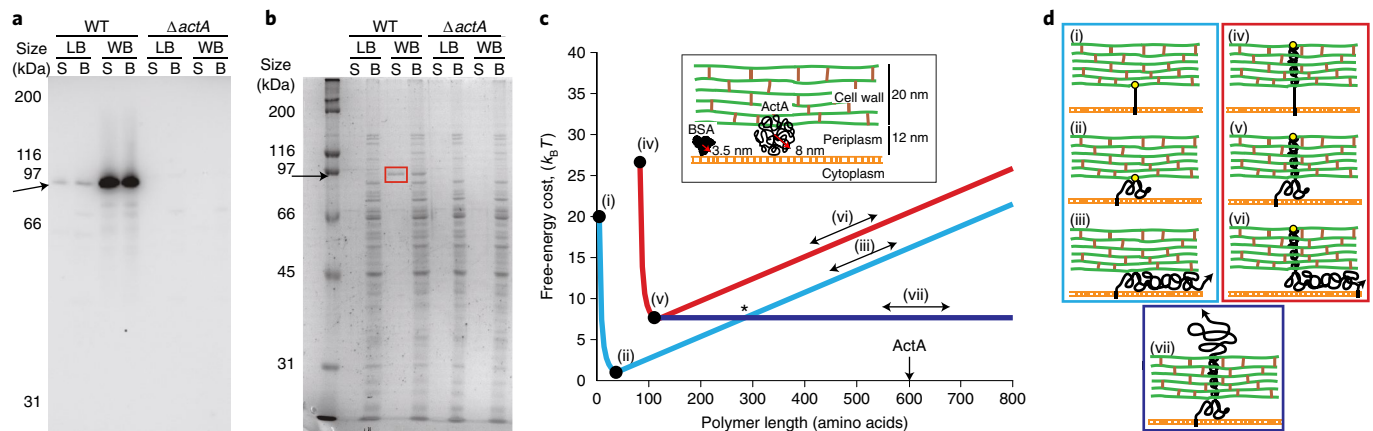 a
WT
ΔactA
Size
(kDa)
LB
WB
LB
WB
S B S B S B S B
200
116
97
66
31
b
WT
ΔactA
Size
(kDa)
LB
WB
LB
WB
S B S B S B S B
200
116
97
66
45
31
c
Free-energy cost, (kBT)
40
35
30
25
20
15
10
5
0
0 100 200 300 400 500 600 700 800
Polymer length (amino acids)
(i)
(ii)
(iii)
(iv)
(v)
(vi)
(vii)
*
ActA
ActA
Cell wall
20 nm
BSA
3.5 nm
8 nm
Periplasm
12 nm
Cytoplasm
d
(i)
(ii)
(iii)
(iv)
(v)
(vi)
(vii)